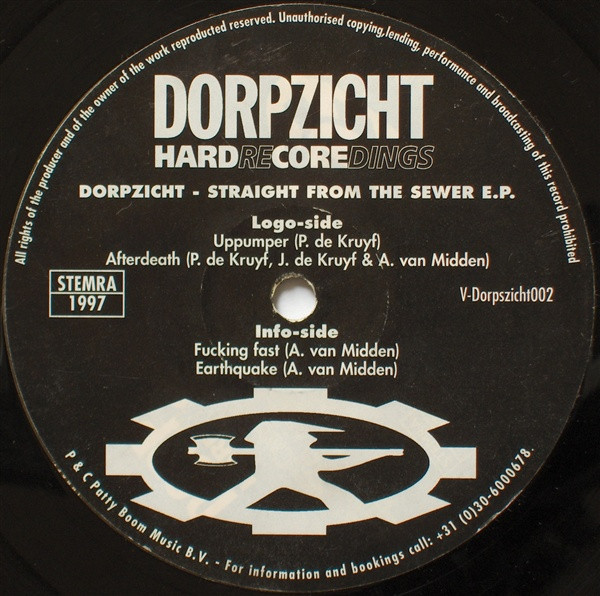 All rights of the producer and of the owner of the work reproduced reserved. Unauthorised copying,lending, performance and broadcasting of this record prohibited
DORPZICHT
HARDRECOREDINGS
DORPZICHT - STRAIGHT FROM THE SEWER E.P.
Logo-side
Uppumper (P. de Kruyf)
Afterdeath (P. de Kruyf, J. de Kruyf & A. van Midden)
STEMRA
1997
V-Dorpszicht002
Info-side
Fucking fast (A. van Midden)
Earthquake (A. van Midden)
P & C Patty Boom Music B.V. - For information and bookings call: +31 (0)30-6000678.